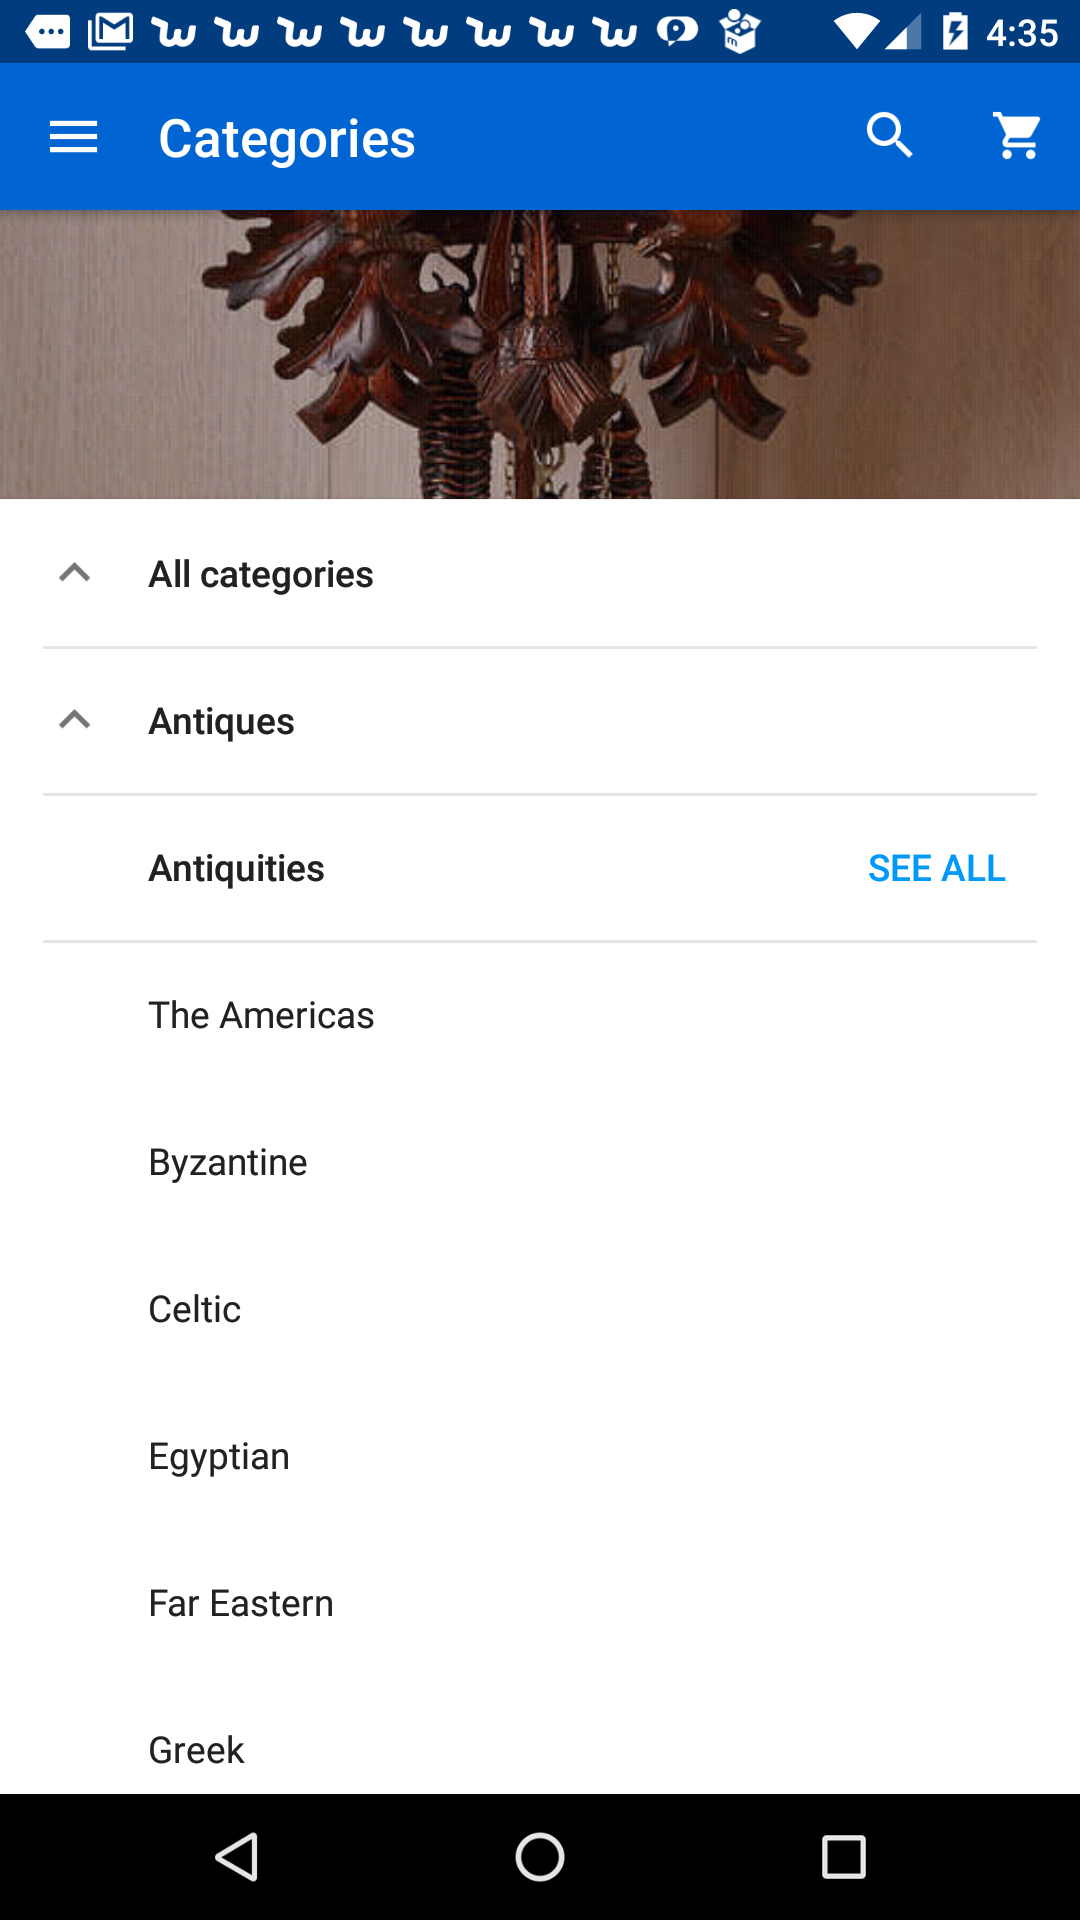 4:35
Categories
All categories
Antiques
Antiquities SEE ALL
The Americas
Byzantine
Celtic
Egyptian
Far Eastern
Greek